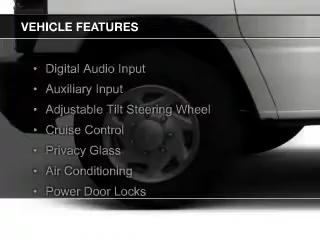 VEHICLE FEATURES
• Digital Audio Input
• Auxiliary Input
• Adjustable Tilt Steering Wheel
• Cruise Control
• Privacy Glass
• Air Conditioning
• Power Door Locks